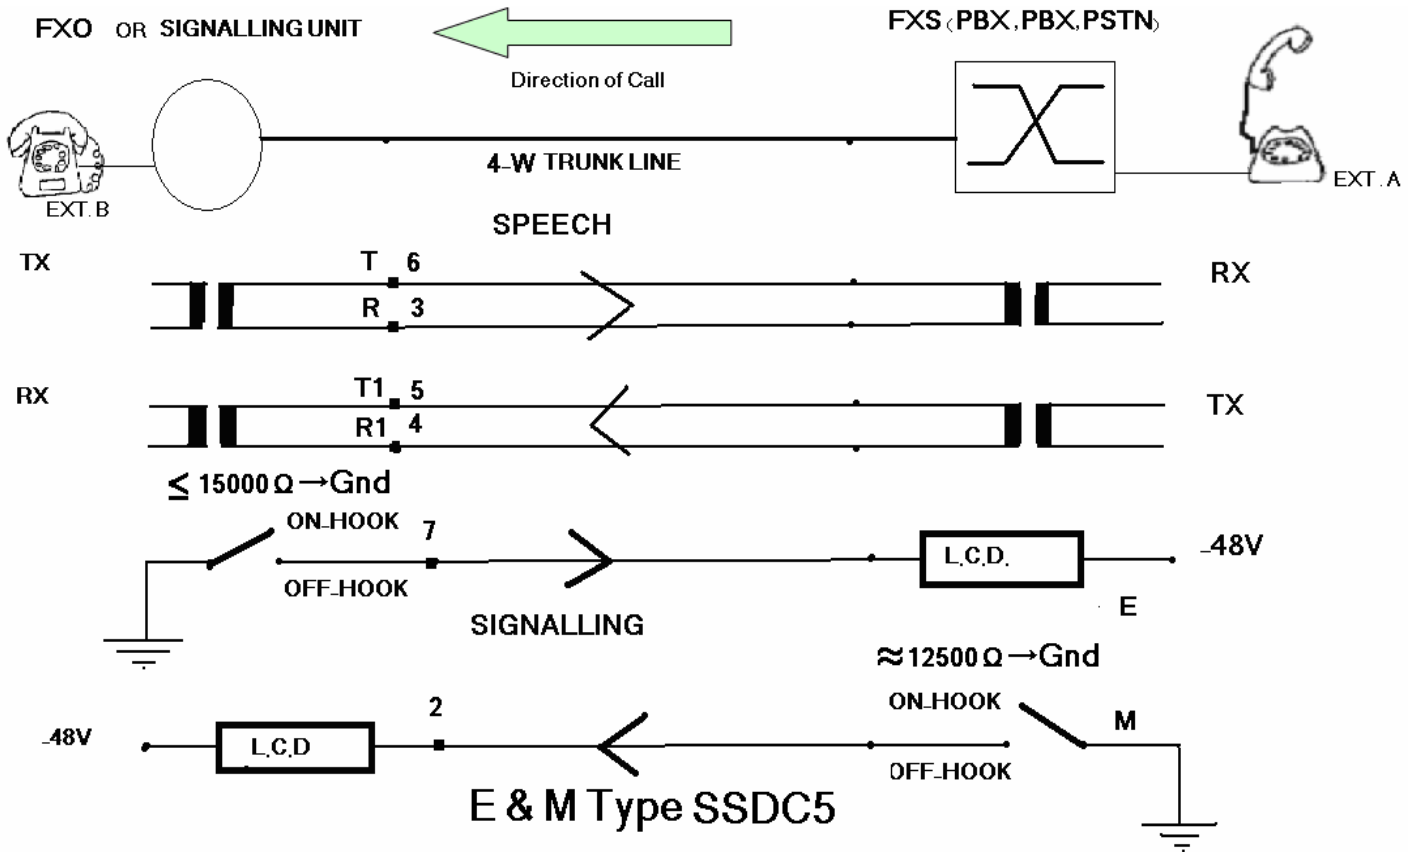 FXO OR SIGNALLING UNIT
FXS (PBX,PBX,PSTN)
Direction of Call
4-W TRUNK LINE
EXT. B
EXT. A
SPEECH
TX
T 6
RX
R 3
RX
T1 5
TX
R1 4
≤ 15000 Ω →Gnd
ON-HOOK 7
L.C.D.
-48V
OFF-HOOK
E
SIGNALLING
≈12500 Ω →Gnd
ON-HOOK
M
2
-48V
L.C.D
OFF-HOOK
E & M Type SSDC5